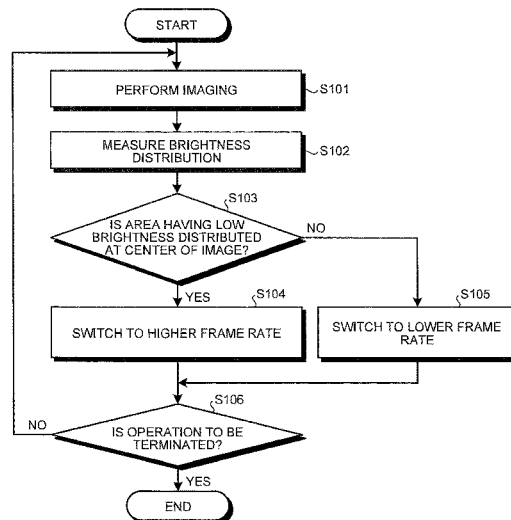 START
PERFORM IMAGING
S101
MEASURE BRIGHTNESS
DISTRIBUTION
S102
S103
IS AREA HAVING LOW
BRIGHTNESS DISTRIBUTED
AT CENTER OF IMAGE?
NO
YES
S104
S105
SWITCH TO HIGHER FRAME RATE
SWITCH TO LOWER FRAME
RATE
S106
NO
IS OPERATION TO BE
TERMINATED?
YES
END